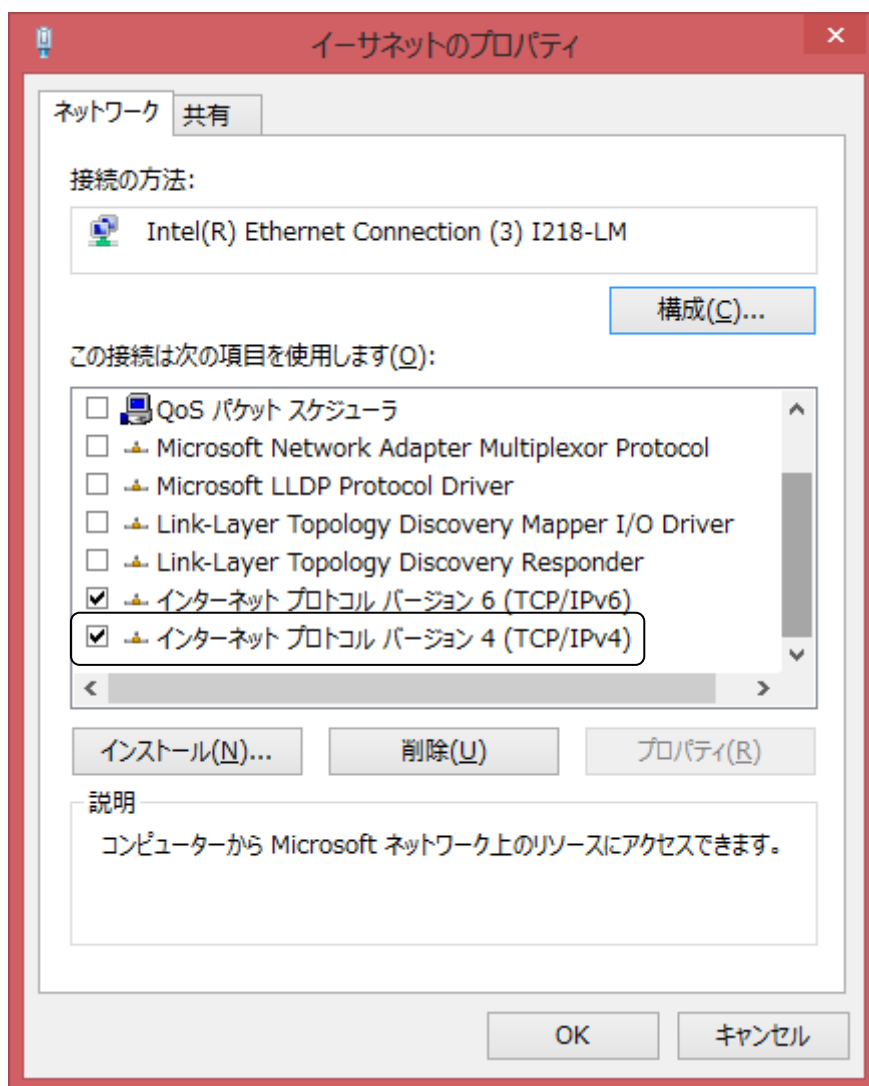 イーサネットのプロパティ
ネットワーク 共有
接続の方法:
Intel(R) Ethernet Connection (3) I218-LM
構成(C)...
この接続は次の項目を使用します(O):
QoS パケット スケジューラ
Microsoft Network Adapter Multiplexor Protocol
Microsoft LLDP Protocol Driver
Link-Layer Topology Discovery Mapper I/O Driver
Link-Layer Topology Discovery Responder
インターネット プロトコル バージョン 6 (TCP/IPv6)
インターネット プロトコル バージョン 4 (TCP/IPv4)
インストール(N)... 削除(U) プロパティ(R)
説明
コンピューターから Microsoft ネットワーク上のリソースにアクセスできます。
OK キャンセル